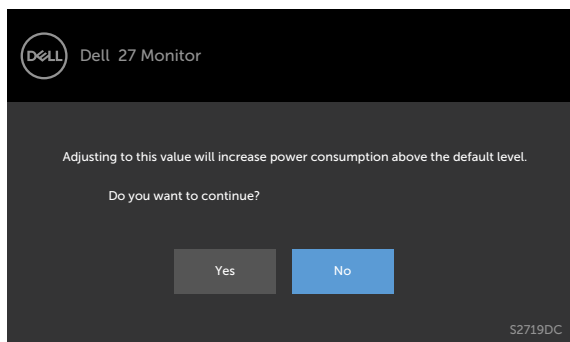 DELL
Dell 27 Monitor
Adjusting to this value will increase power consumption above the default level.
Do you want to continue?
Yes
No
S2719DC